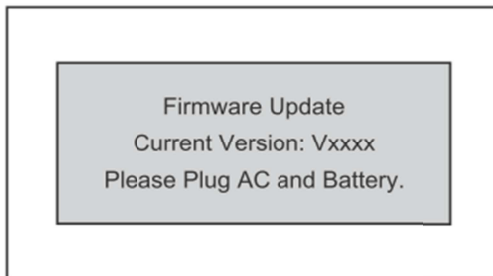 Firmware Update
Current Version: Vxxxx
Please Plug AC and Battery.